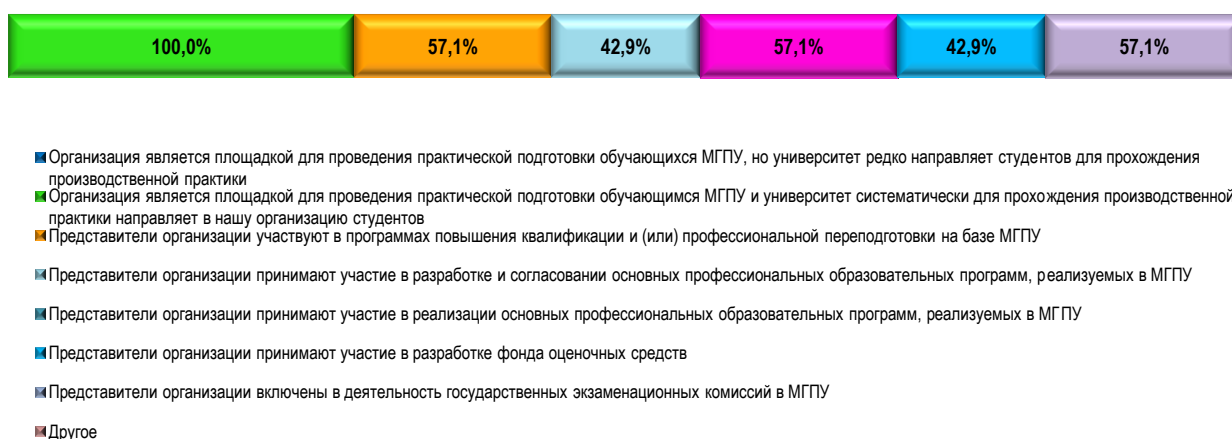 100,0% 57,1% 42,9% 57,1% 42,9% 57,1%
Организация является площадкой для проведения практической подготовки обучающихся МГПУ, но университет редко направляет студентов для прохождения
производственной практики
Организация является площадкой для проведения практической подготовки обучающимся МГПУ и университет систематически для прохождения производственной
практики направляет в нашу организацию студентов
Представители организации участвуют в программах повышения квалификации и (или) профессиональной переподготовки на базе МГПУ
Представители организации принимают участие в разработке и согласовании основных профессиональных образовательных программ, реализуемых в МГПУ
Представители организации принимают участие в реализации основных профессиональных образовательных программ, реализуемых в МГПУ
Представители организации принимают участие в разработке фонда оценочных средств
Представители организации включены в деятельность государственных экзаменационных комиссий в МГПУ
Другое